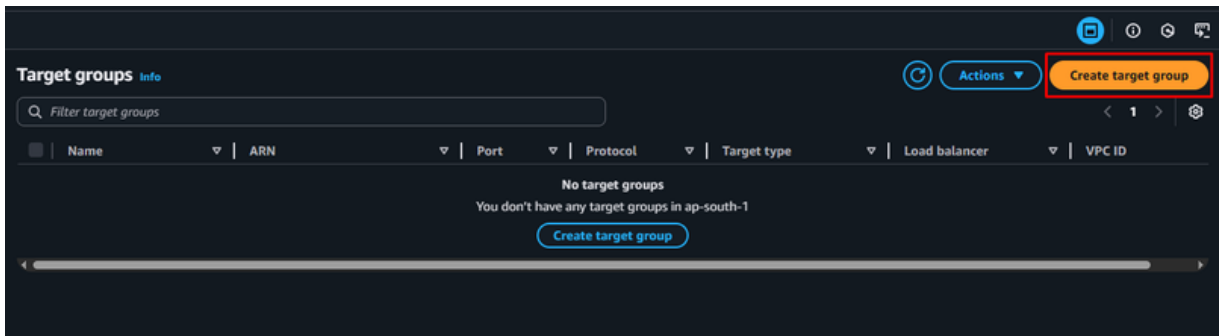 Target groups Info
Actions
Create target group
Filter target groups
1
Name ARN Port Protocol Target type Load balancer VPC ID
No target groups
You don't have any target groups in ap-south-1
Create target group